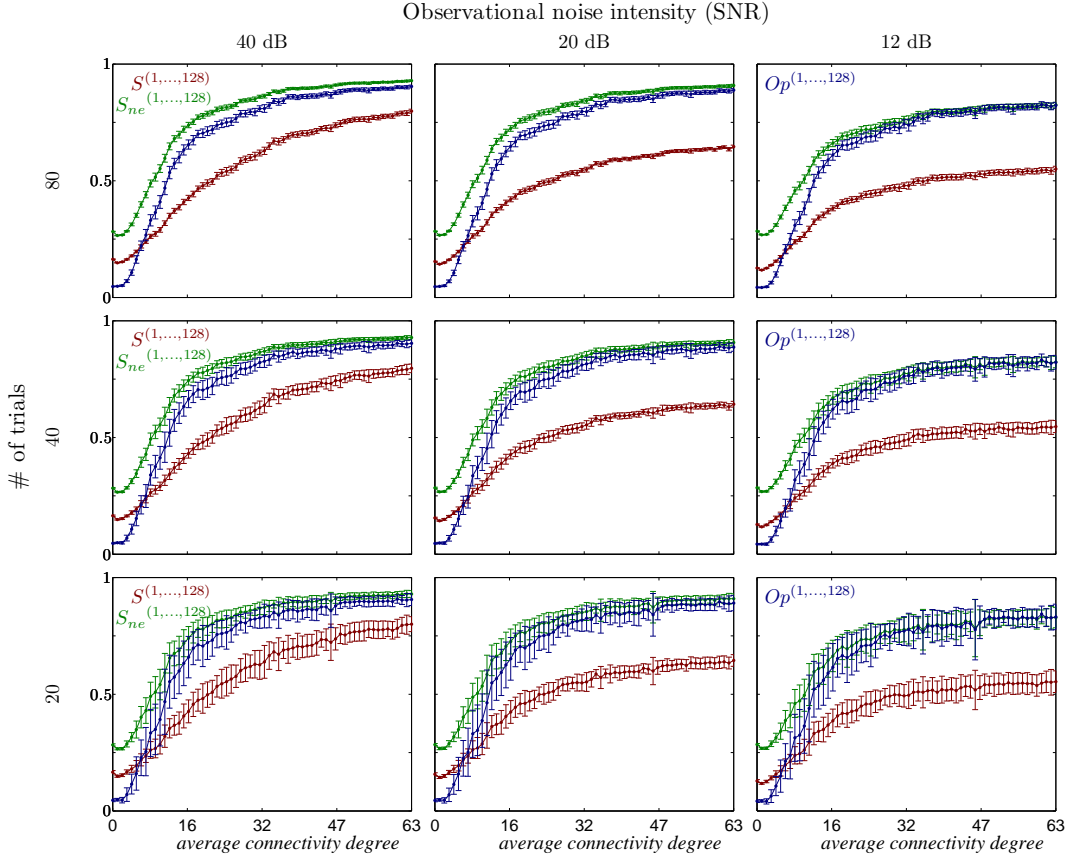 Observational noise intensity (SNR)
40 dB 20 dB 12 dB
# of trials
80
1
0.5
0
S^(1,...,128)
S_ne^(1,...,128)
Op^(1,...,128)
40
1
0.5
0
S^(1,...,128)
S_ne^(1,...,128)
Op^(1,...,128)
20
1
0.5
0
S^(1,...,128)
S_ne^(1,...,128)
Op^(1,...,128)
0 16 32 47 63 0 16 32 47 63 0 16 32 47 63
average connectivity degree average connectivity degree average connectivity degree